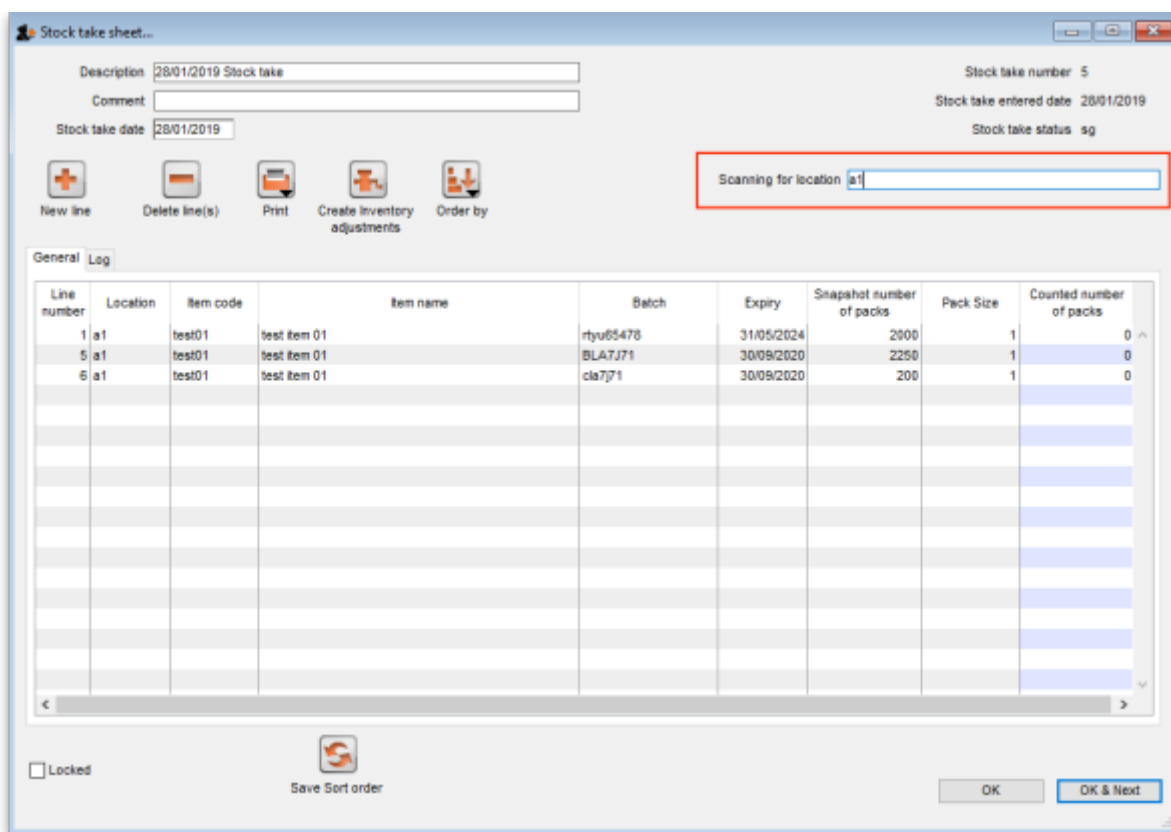 Stock take sheet...
Description 28/01/2019 Stock take
Stock take number 5
Comment
Stock take entered date 28/01/2019
Stock take date 28/01/2019
Stock take status sg
Scanning for location a1
New line
Delete line(s)
Print
Create Inventory adjustments
Order by
General Log
Line number Location Item code Item name Batch Expiry Snapshot number of packs Pack Size Counted number of packs
1 a1 test01 test item 01 rtyu65478 31/05/2024 2000 1 0
5 a1 test01 test item 01 BLA7J71 30/09/2020 2250 1 0
6 a1 test01 test item 01 cla7j71 30/09/2020 200 1 0
Locked
Save Sort order
OK
OK & Next